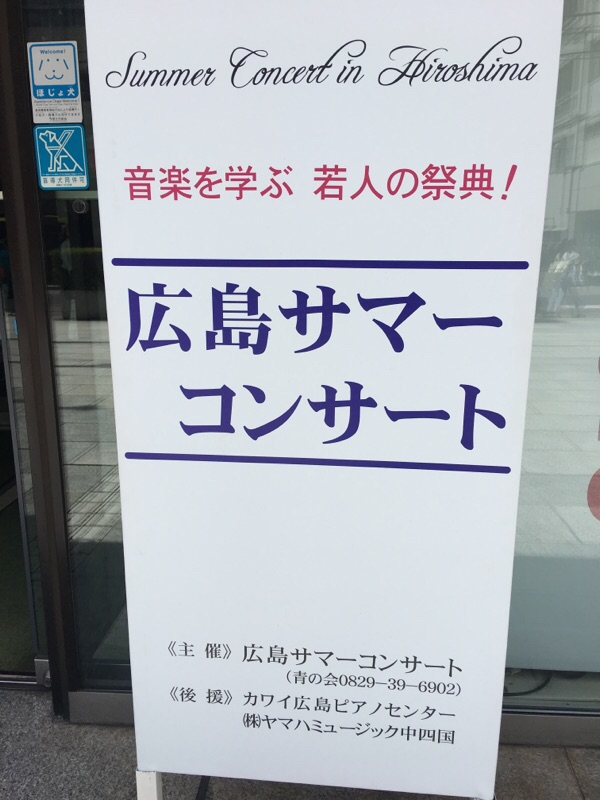 Summer Concert in Hiroshima
音楽を学ぶ 若人の祭典!
広島サマー
コンサート
《主 催》広島サマーコンサート
(青の会0829-39-6902)
《後 援》カワイ広島ピアノセンター
㈱ヤマハミュージック中四国
Welcome!
ほじょ犬